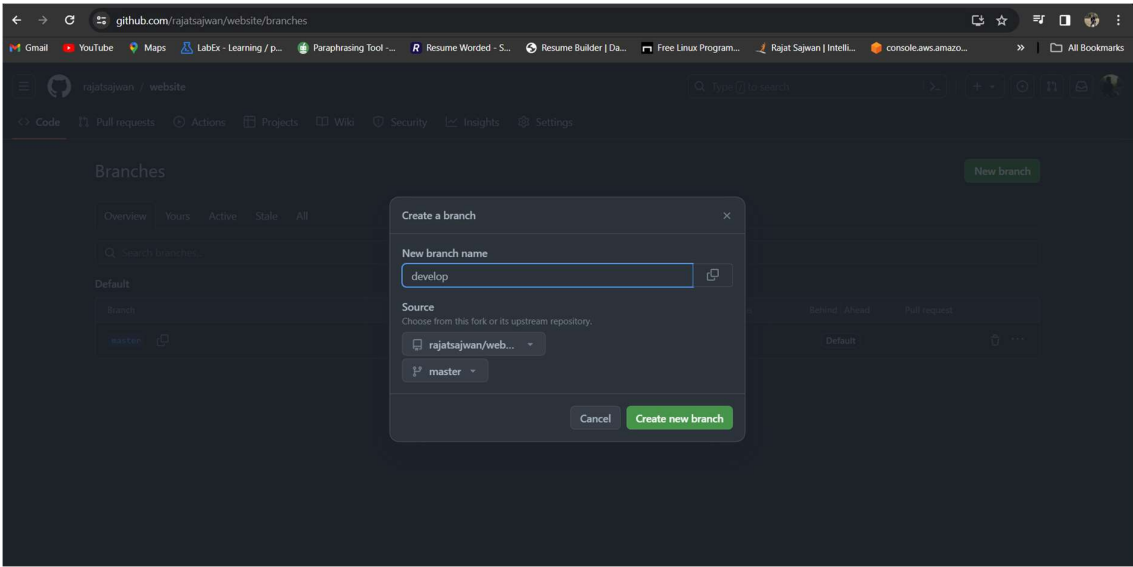 github.com/rajatsajwan/website/branches
Gmail YouTube Maps LabEx - Learning / p... Paraphrasing Tool -... Resume Worded - S... Resume Builder | Da... Free Linux Program... Rajat Sajwan | Intelli... console.aws.amazo... » All Bookmarks
rajatsajwan / website Type / to search
Code Pull requests Actions Projects Wiki Security Insights Settings
Branches New branch
Overview Yours Active Stale All
Search branches...
Default
Branch Behind Ahead Pull request
master Default
Create a branch
New branch name
develop
Source
Choose from this fork or its upstream repository.
rajatsajwan/web...
master
Cancel Create new branch